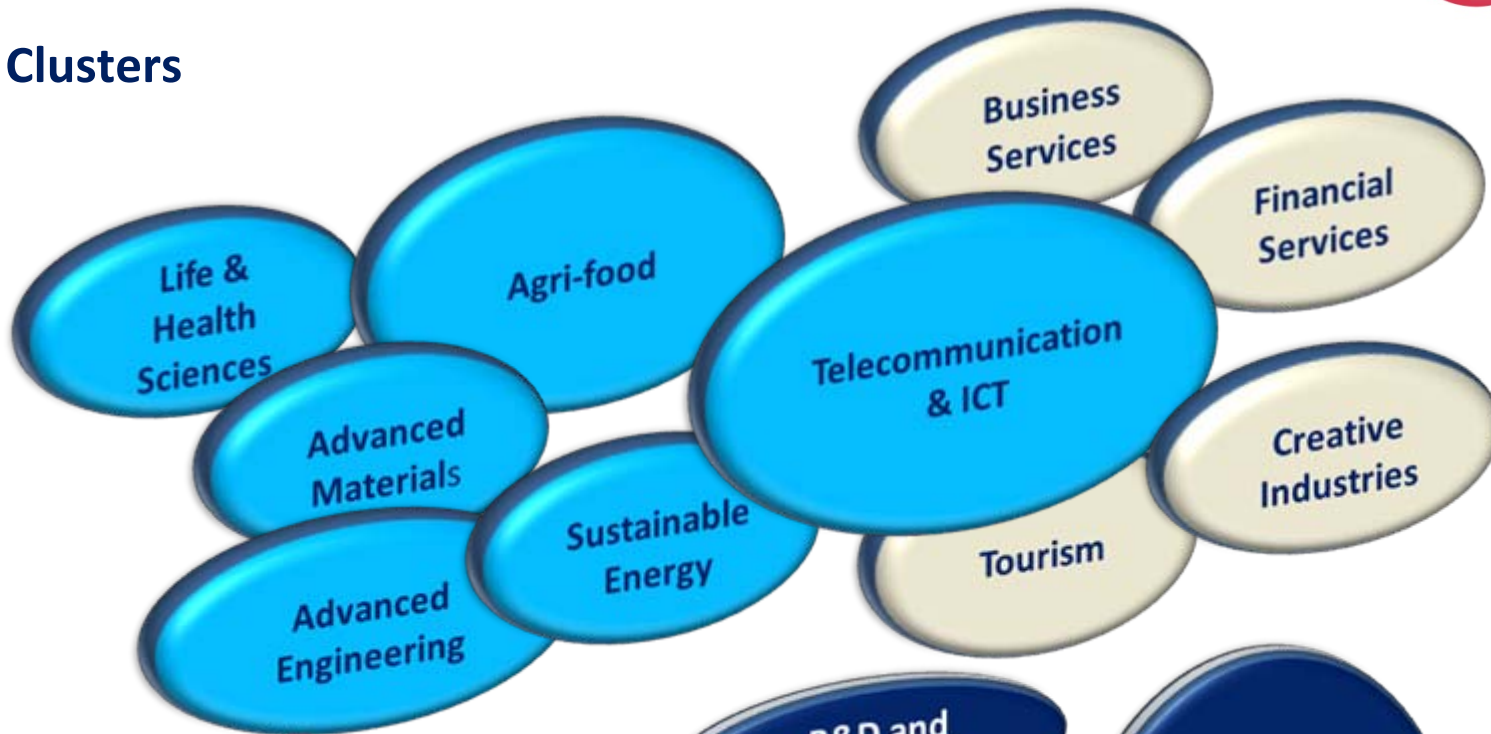 Clusters
Business
Services
Financial
Services
Life &
Health
Sciences
Agri-food
Telecommunication
& ICT
Advanced
Materials
Creative
Industries
Sustainable
Energy
Tourism
Advanced
Engineering
R&D and